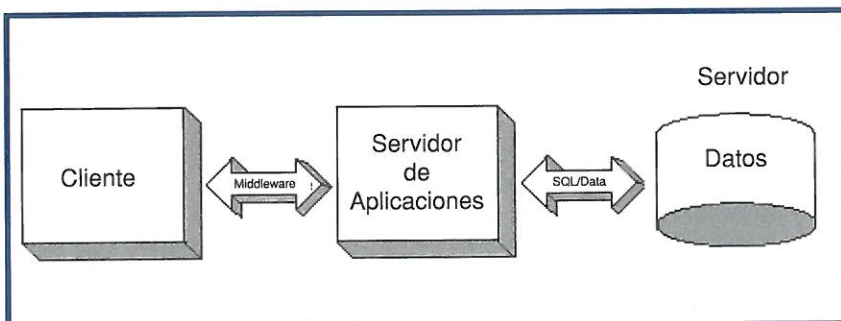 Cliente
Middleware
Servidor
de
Aplicaciones
SQL/Data
Servidor
Datos